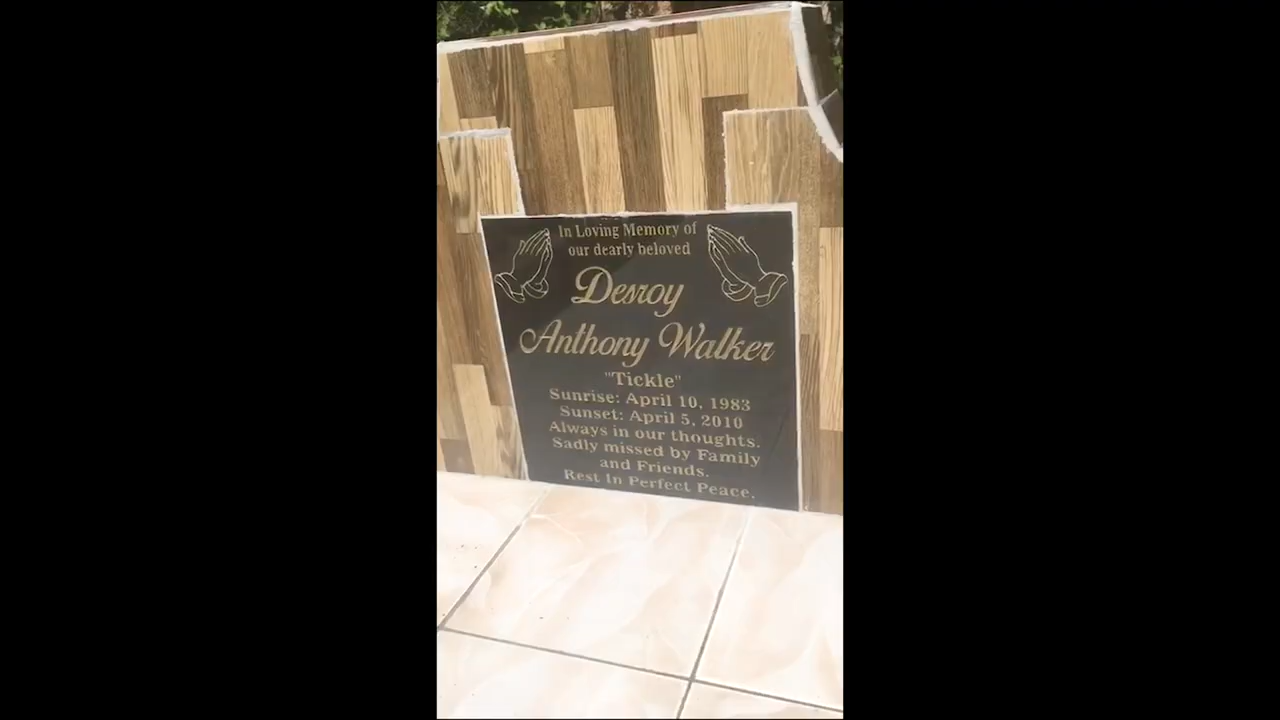 In Loving Memory of
our dearly beloved
Desroy
Anthony Walker
"Tickle"
Sunrise: April 10, 1983
Sunset: April 5, 2010
Always in our thoughts.
Sadly missed by Family
and Friends.
Rest In Perfect Peace.